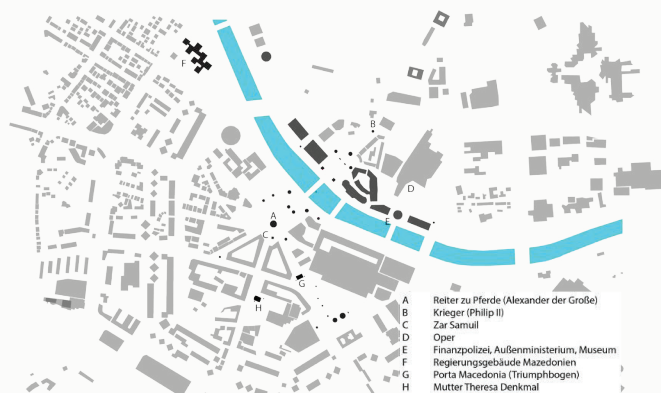 F
B
D
E
A
C
G
H
A Reiter zu Pferde (Alexander der Große)
B Krieger (Philip II)
C Zar Samuil
D Oper
E Finanzpolizei, Außenministerium, Museum
F Regierungsgebäude Mazedonien
G Porta Macedonia (Triumphbogen)
H Mutter Theresa Denkmal